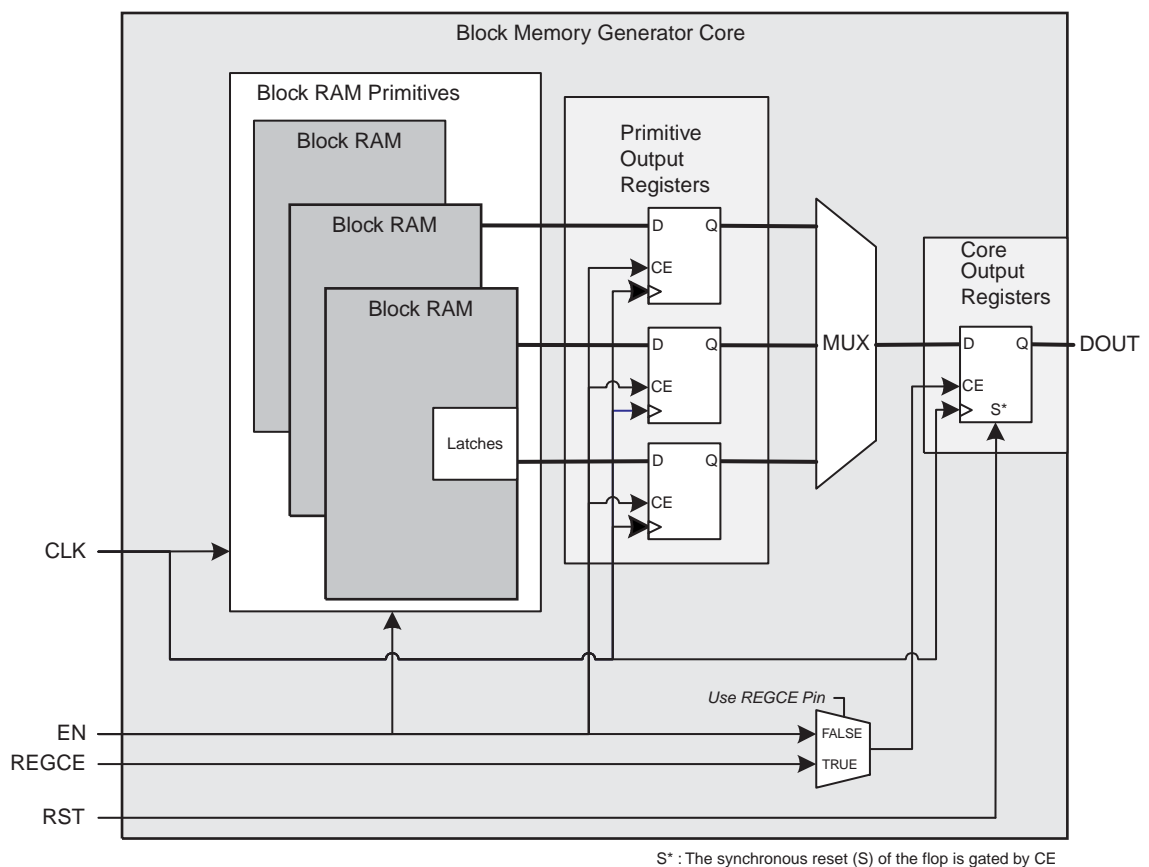 Block Memory Generator Core
Block RAM Primitives
Block RAM
Block RAM
Block RAM
Latches
Primitive
Output
Registers
D Q
CE
D Q
CE
D Q
CE
MUX
Core
Output
Registers
D Q
CE
S*
DOUT
CLK
EN
REGCE
RST
Use REGCE Pin
FALSE
TRUE
S* : The synchronous reset (S) of the flop is gated by CE